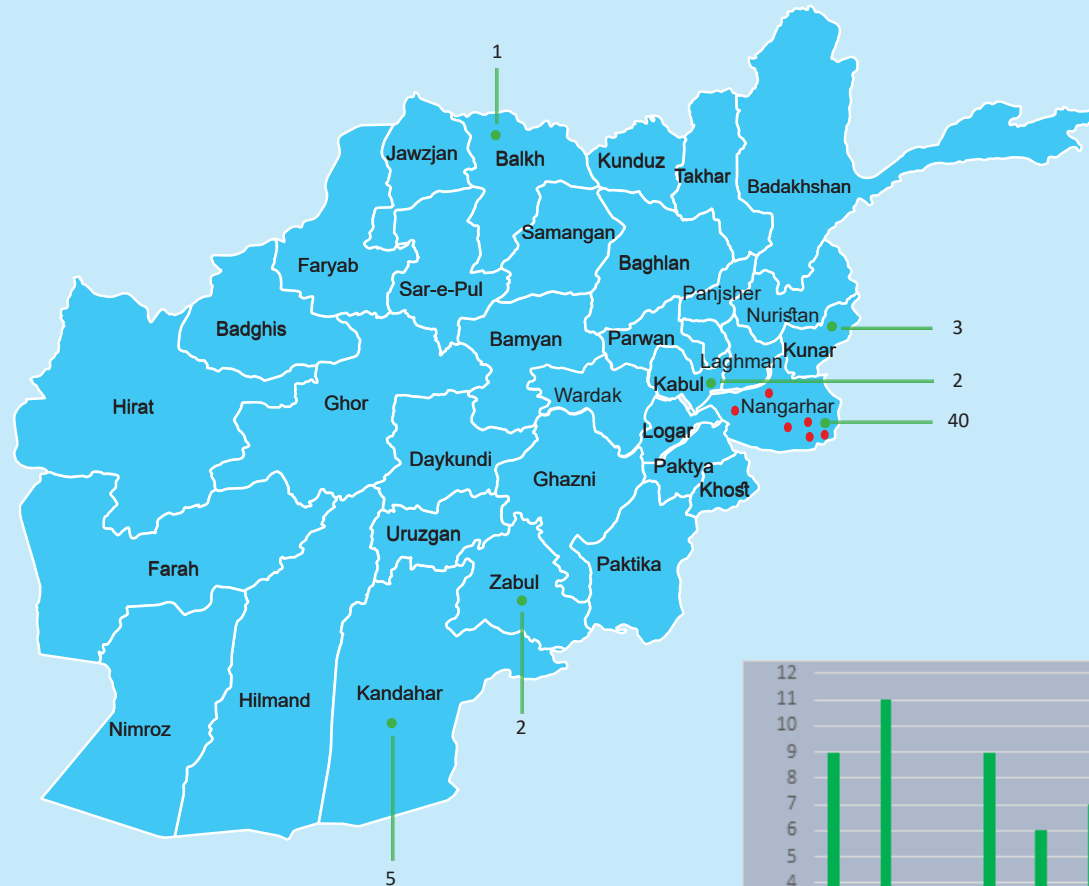 1
Jawzjan
Balkh
Kunduz
Takhar
Badakhshan
Samangan
Faryab
Baghlan
Sar-e-Pul
Panjsher
Nuristan
Badghis
Bamyan
Parwan
Kunar
3
Laghman
Kabul
2
Wardak
Hirat
Ghor
Nangarhar
40
Logar
Daykundi
Paktya
Ghazni
Khost
Uruzgan
Farah
Paktika
Zabul
Kandahar
Hilmand
Nimroz
2
5
12
11
10
9
8
7
6
5
4